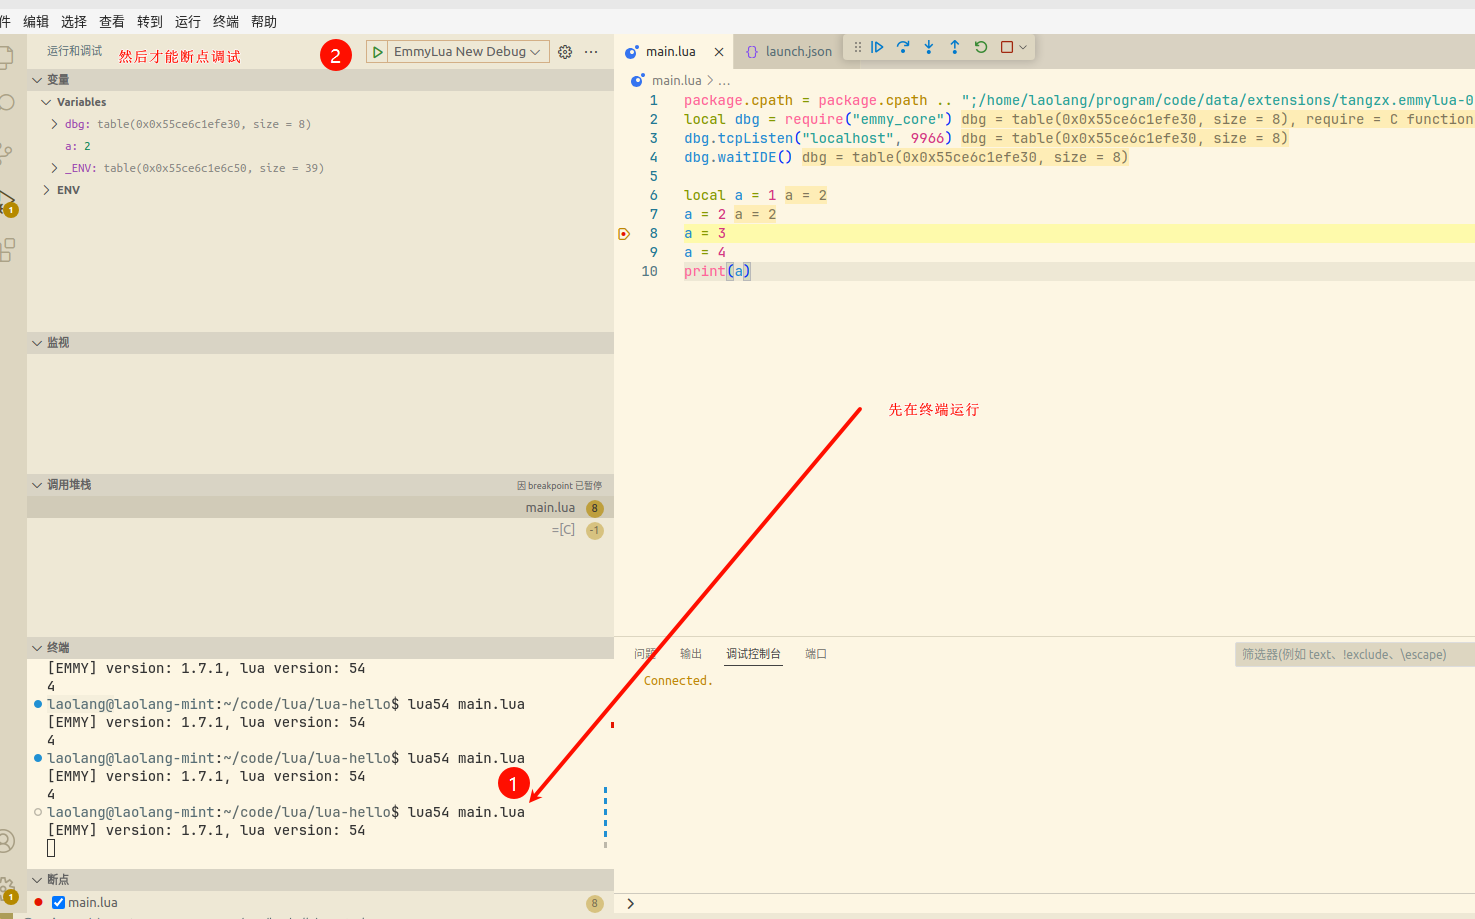 件 编辑 选择 查看 转到 运行 终端 帮助
运行和调试 然后才能断点调试 2 EmmyLua New Debug
变量
Variables
dbg: table(0x0x55ce6c1efe30, size = 8)
a: 2
_ENV: table(0x0x55ce6c1e6c50, size = 39)
ENV
监视
调用堆栈 因 breakpoint 已暂停
main.lua 8
=[C] -1
终端
[EMMY] version: 1.7.1, lua version: 54
4
laolang@laolang-mint:~/code/lua/lua-hello$ lua54 main.lua
[EMMY] version: 1.7.1, lua version: 54
4
laolang@laolang-mint:~/code/lua/lua-hello$ lua54 main.lua
[EMMY] version: 1.7.1, lua version: 54
4
1
laolang@laolang-mint:~/code/lua/lua-hello$ lua54 main.lua
[EMMY] version: 1.7.1, lua version: 54
断点
main.lua 8
1
1
main.lua launch.json
main.lua > ...
1 package.cpath = package.cpath .. ";/home/laolang/program/code/data/extensions/tangzx.emmylua-0
2 local dbg = require("emmy_core") dbg = table(0x0x55ce6c1efe30, size = 8), require = C function
3 dbg.tcpListen("localhost", 9966) dbg = table(0x0x55ce6c1efe30, size = 8)
4 dbg.waitIDE() dbg = table(0x0x55ce6c1efe30, size = 8)
5
6 local a = 1 a = 2
7 a = 2 a = 2
8 a = 3
9 a = 4
10 print(a)
先在终端运行
问题 输出 调试控制台 端口 筛选器(例如 text、!exclude、\escape)
Connected.